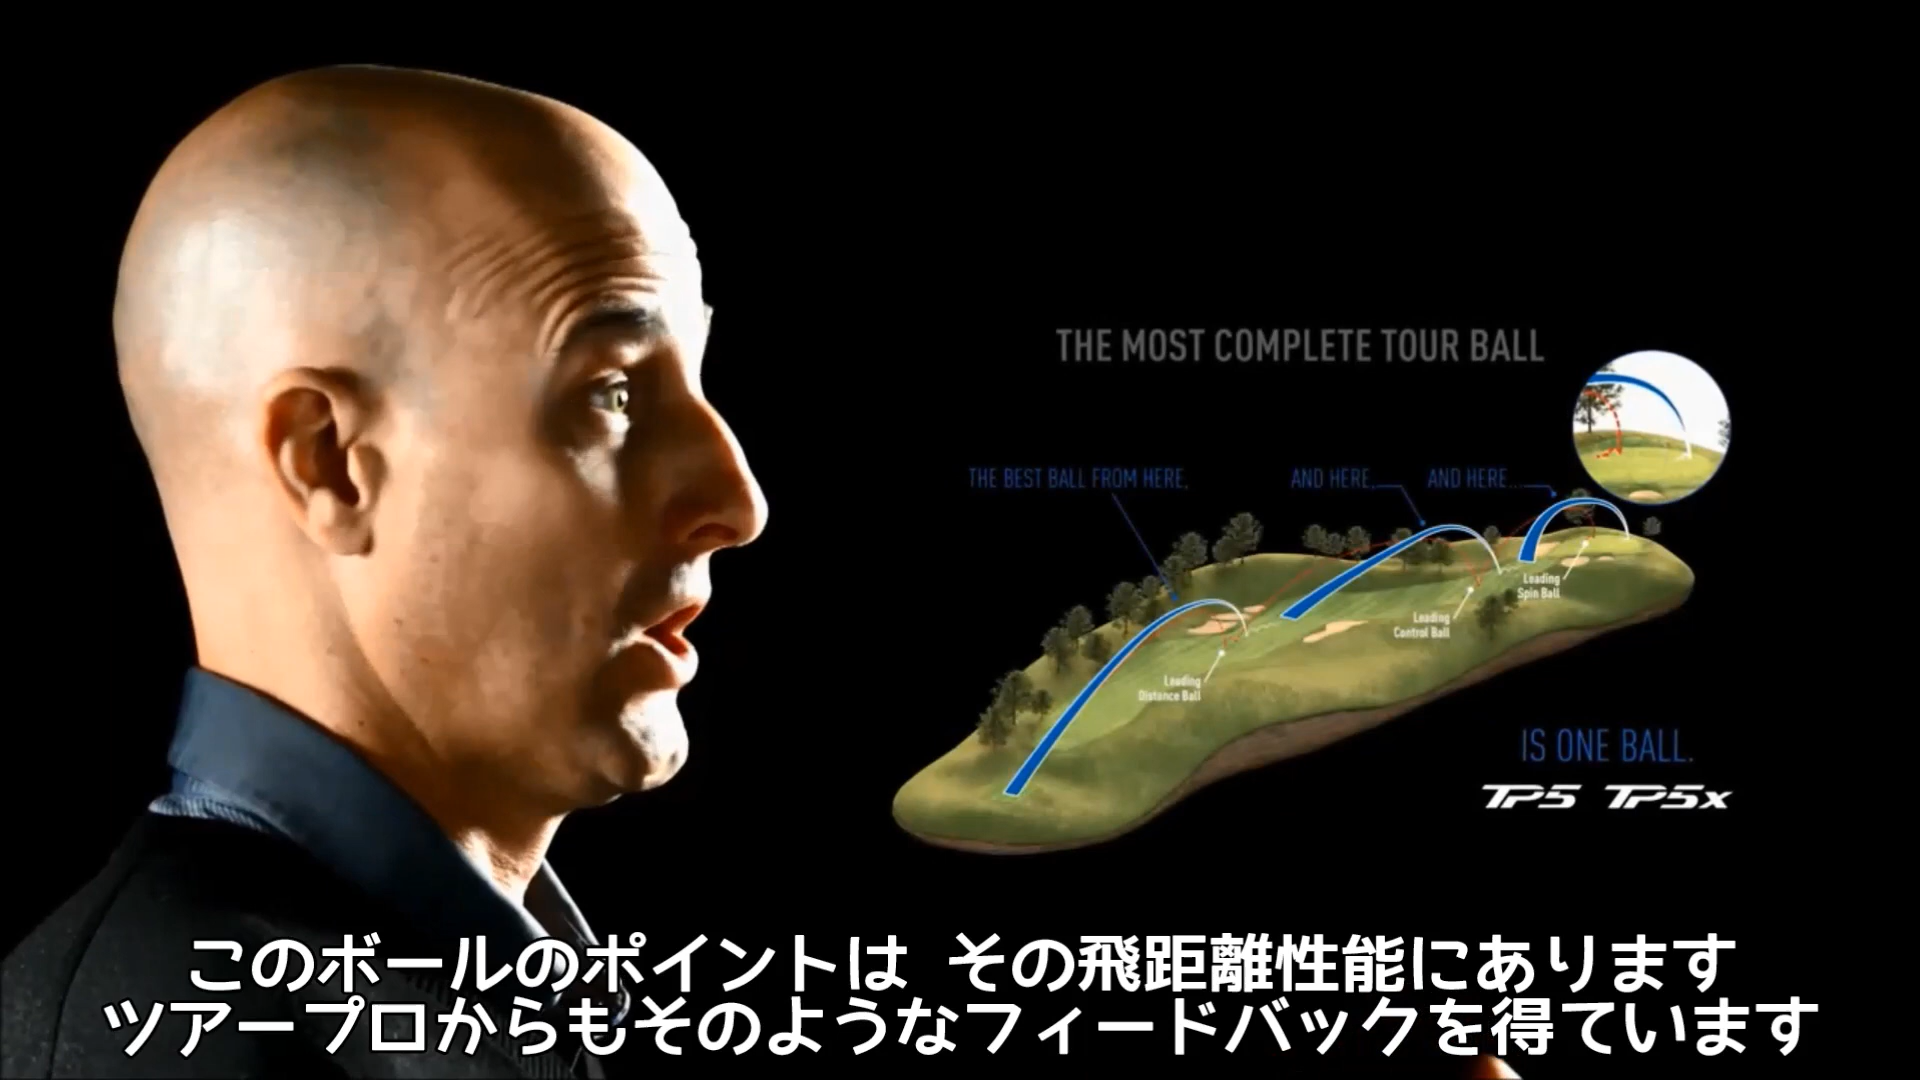 THE MOST COMPLETE TOUR BALL
THE BEST BALL FROM HERE,
AND HERE,
AND HERE...
Leading
Spin Ball
Leading
Control Ball
Leading
Distance Ball
IS ONE BALL.
TP5 TP5x
このボールのポイントは その飛距離性能にあります
ツアープロからもそのようなフィードバックを得ています